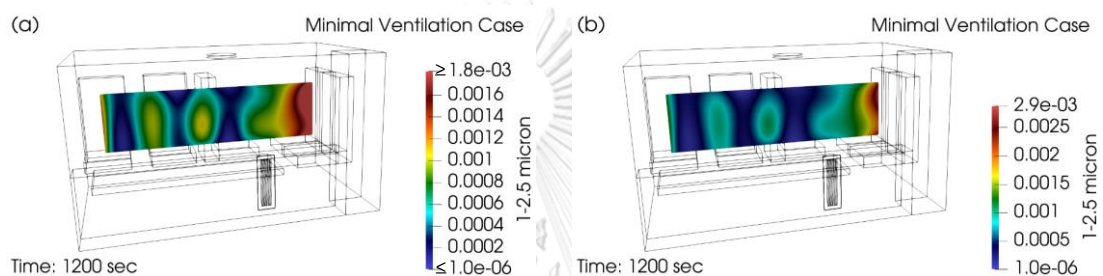 (a)
Minimal Ventilation Case
≥ 1.8e-03
0.0016
0.0014
0.0012
0.001
0.0008
0.0006
0.0004
0.0002
≤ 1.0e-06
1-2.5 micron
Time: 1200 sec
(b)
Minimal Ventilation Case
2.9e-03
0.0025
0.002
0.0015
0.001
0.0005
1.0e-06
1-2.5 micron
Time: 1200 sec